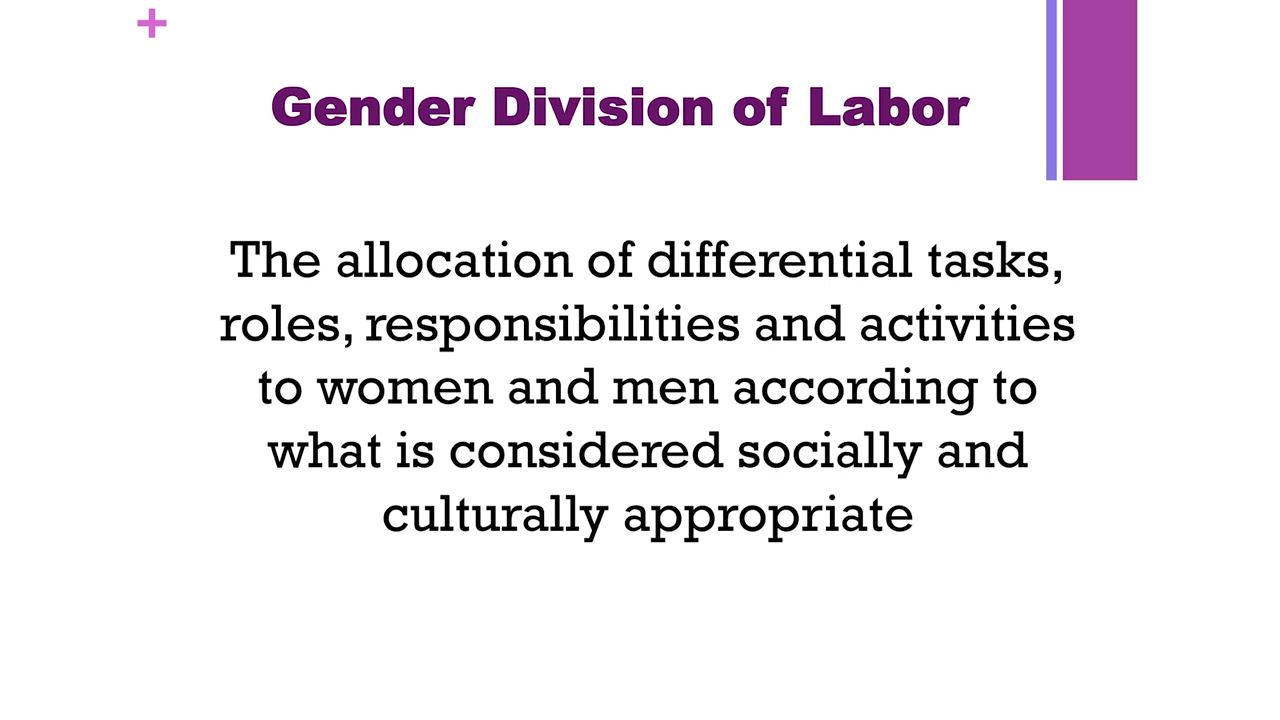 +
Gender Division of Labor
The allocation of differential tasks,
roles, responsibilities and activities
to women and men according to
what is considered socially and
culturally appropriate